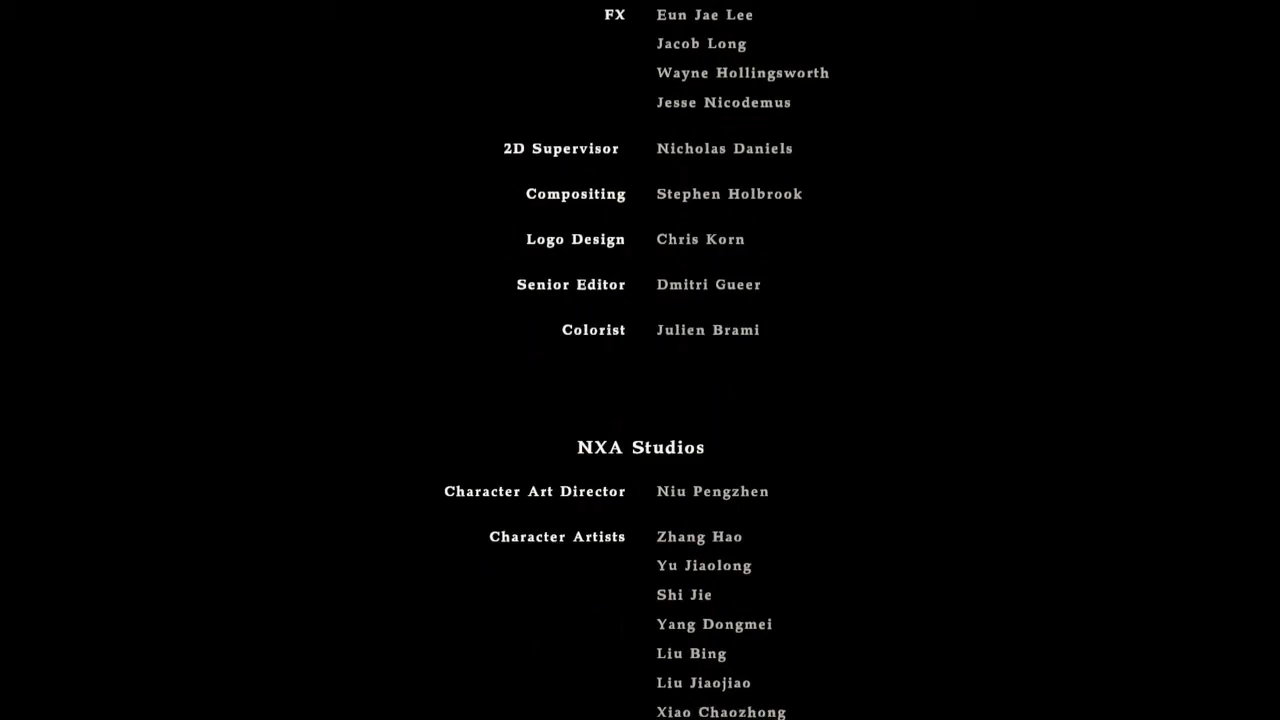 FX Eun Jae Lee
Jacob Long
Wayne Hollingsworth
Jesse Nicodemus
2D Supervisor Nicholas Daniels
Compositing Stephen Holbrook
Logo Design Chris Korn
Senior Editor Dmitri Gueer
Colorist Julien Brami
NXA Studios
Character Art Director Niu Pengzhen
Character Artists Zhang Hao
Yu Jiaolong
Shi Jie
Yang Dongmei
Liu Bing
Liu Jiaojiao
Xiao Chaozhong